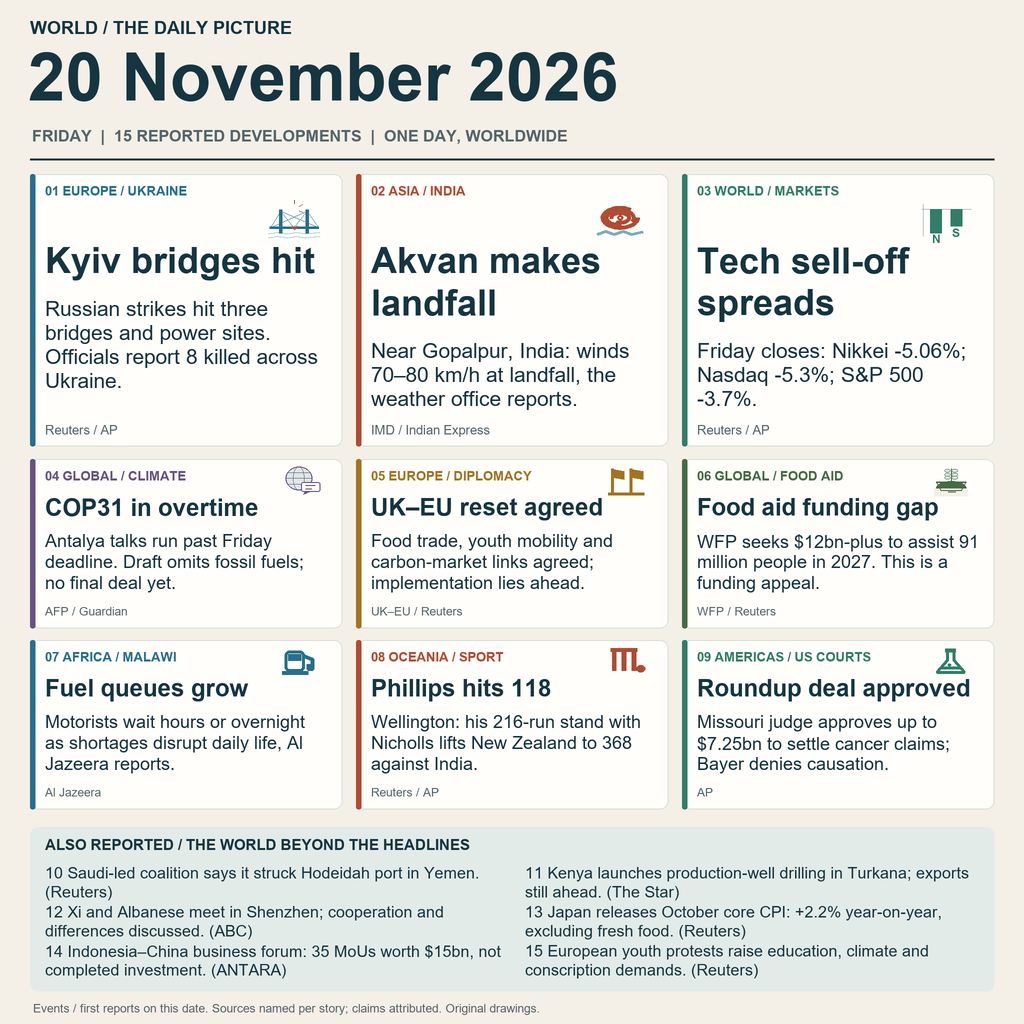 WORLD / THE DAILY PICTURE
20 November 2026
FRIDAY | 15 REPORTED DEVELOPMENTS | ONE DAY, WORLDWIDE
01 EUROPE / UKRAINE
Kyiv bridges hit
Russian strikes hit three
bridges and power sites.
Officials report 8 killed across
Ukraine.
Reuters / AP
02 ASIA / INDIA
Akvan makes
landfall
Near Gopalpur, India: winds
70–80 km/h at landfall, the
weather office reports.
IMD / Indian Express
03 WORLD / MARKETS
N S
Tech sell-off
spreads
Friday closes: Nikkei -5.06%;
Nasdaq -5.3%; S&P 500
-3.7%.
Reuters / AP
04 GLOBAL / CLIMATE
COP31 in overtime
Antalya talks run past Friday
deadline. Draft omits fossil fuels;
no final deal yet.
AFP / Guardian
05 EUROPE / DIPLOMACY
UK–EU reset agreed
Food trade, youth mobility and
carbon-market links agreed;
implementation lies ahead.
UK–EU / Reuters
06 GLOBAL / FOOD AID
Food aid funding gap
WFP seeks $12bn-plus to assist 91
million people in 2027. This is a
funding appeal.
WFP / Reuters
07 AFRICA / MALAWI
Fuel queues grow
Motorists wait hours or overnight
as shortages disrupt daily life, Al
Jazeera reports.
Al Jazeera
08 OCEANIA / SPORT
Phillips hits 118
Wellington: his 216-run stand with
Nicholls lifts New Zealand to 368
against India.
Reuters / AP
09 AMERICAS / US COURTS
Roundup deal approved
Missouri judge approves up to
$7.25bn to settle cancer claims;
Bayer denies causation.
AP
ALSO REPORTED / THE WORLD BEYOND THE HEADLINES
10 Saudi-led coalition says it struck Hodeidah port in Yemen.
(Reuters)
11 Kenya launches production-well drilling in Turkana; exports
still ahead. (The Star)
12 Xi and Albanese meet in Shenzhen; cooperation and
differences discussed. (ABC)
13 Japan releases October core CPI: +2.2% year-on-year,
excluding fresh food. (Reuters)
14 Indonesia–China business forum: 35 MoUs worth $15bn, not
completed investment. (ANTARA)
15 European youth protests raise education, climate and
conscription demands. (Reuters)
Events / first reports on this date. Sources named per story; claims attributed. Original drawings.